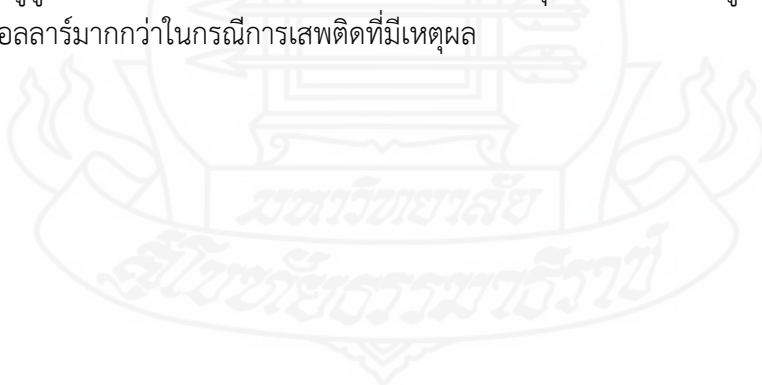 อลลาร์มากกว่าในกรณีการเสพติดที่มีเหตุผล
มหาวิทยาลัย
สุโขทัยธรรมาธิราช